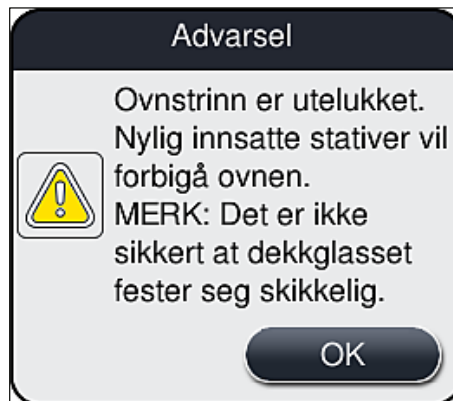 Advarsel
Ovnstrinn er utelukket.
Nylig innsatte stativer vil
forbigå ovnen.
MERK: Det er ikke
sikkert at dekkglasset
fester seg skikkelig.
OK